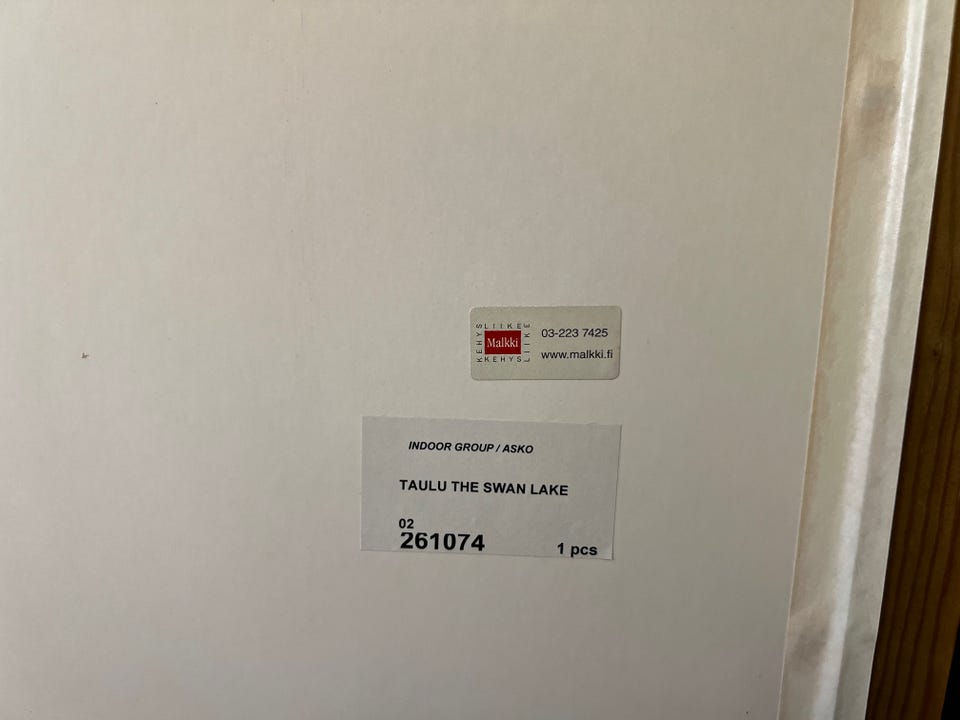 KEHYSLIIKE
Malkki
KEHYSLIIKE
03-223 7425
www.malkki.fi
INDOOR GROUP / ASKO
TAULU THE SWAN LAKE
02
261074
1 pcs